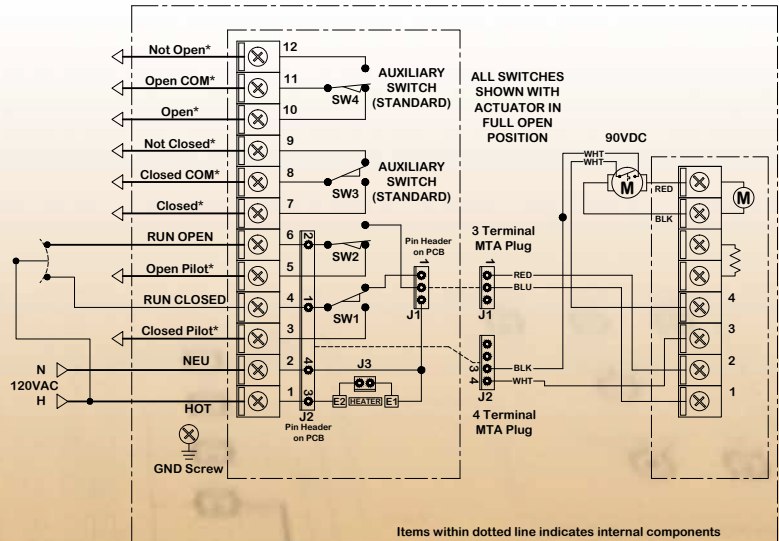 Not Open*
12
Open COM*
11
SW4
AUXILIARY
SWITCH
(STANDARD)
Open*
10
Not Closed*
9
Closed COM*
8
SW3
AUXILIARY
SWITCH
(STANDARD)
Closed*
7
ALL SWITCHES
SHOWN WITH
ACTUATOR IN
FULL OPEN
POSITION
90VDC
WHT
WHT
M
RED
BLK
M
RUN OPEN
6
2
SW2
Open Pilot*
5
RUN CLOSED
4
1
SW1
Closed Pilot*
3
Pin Header
on PCB
1
J1
3 Terminal
MTA Plug
1
J1
RED
BLU
4
3
2
1
N
120VAC
H
NEU
2
4
HOT
1
3
J2
Pin Header
on PCB
J3
E2
HEATER
E1
3
4
J2
BLK
WHT
4 Terminal
MTA Plug
GND Screw
Items within dotted line indicates internal components